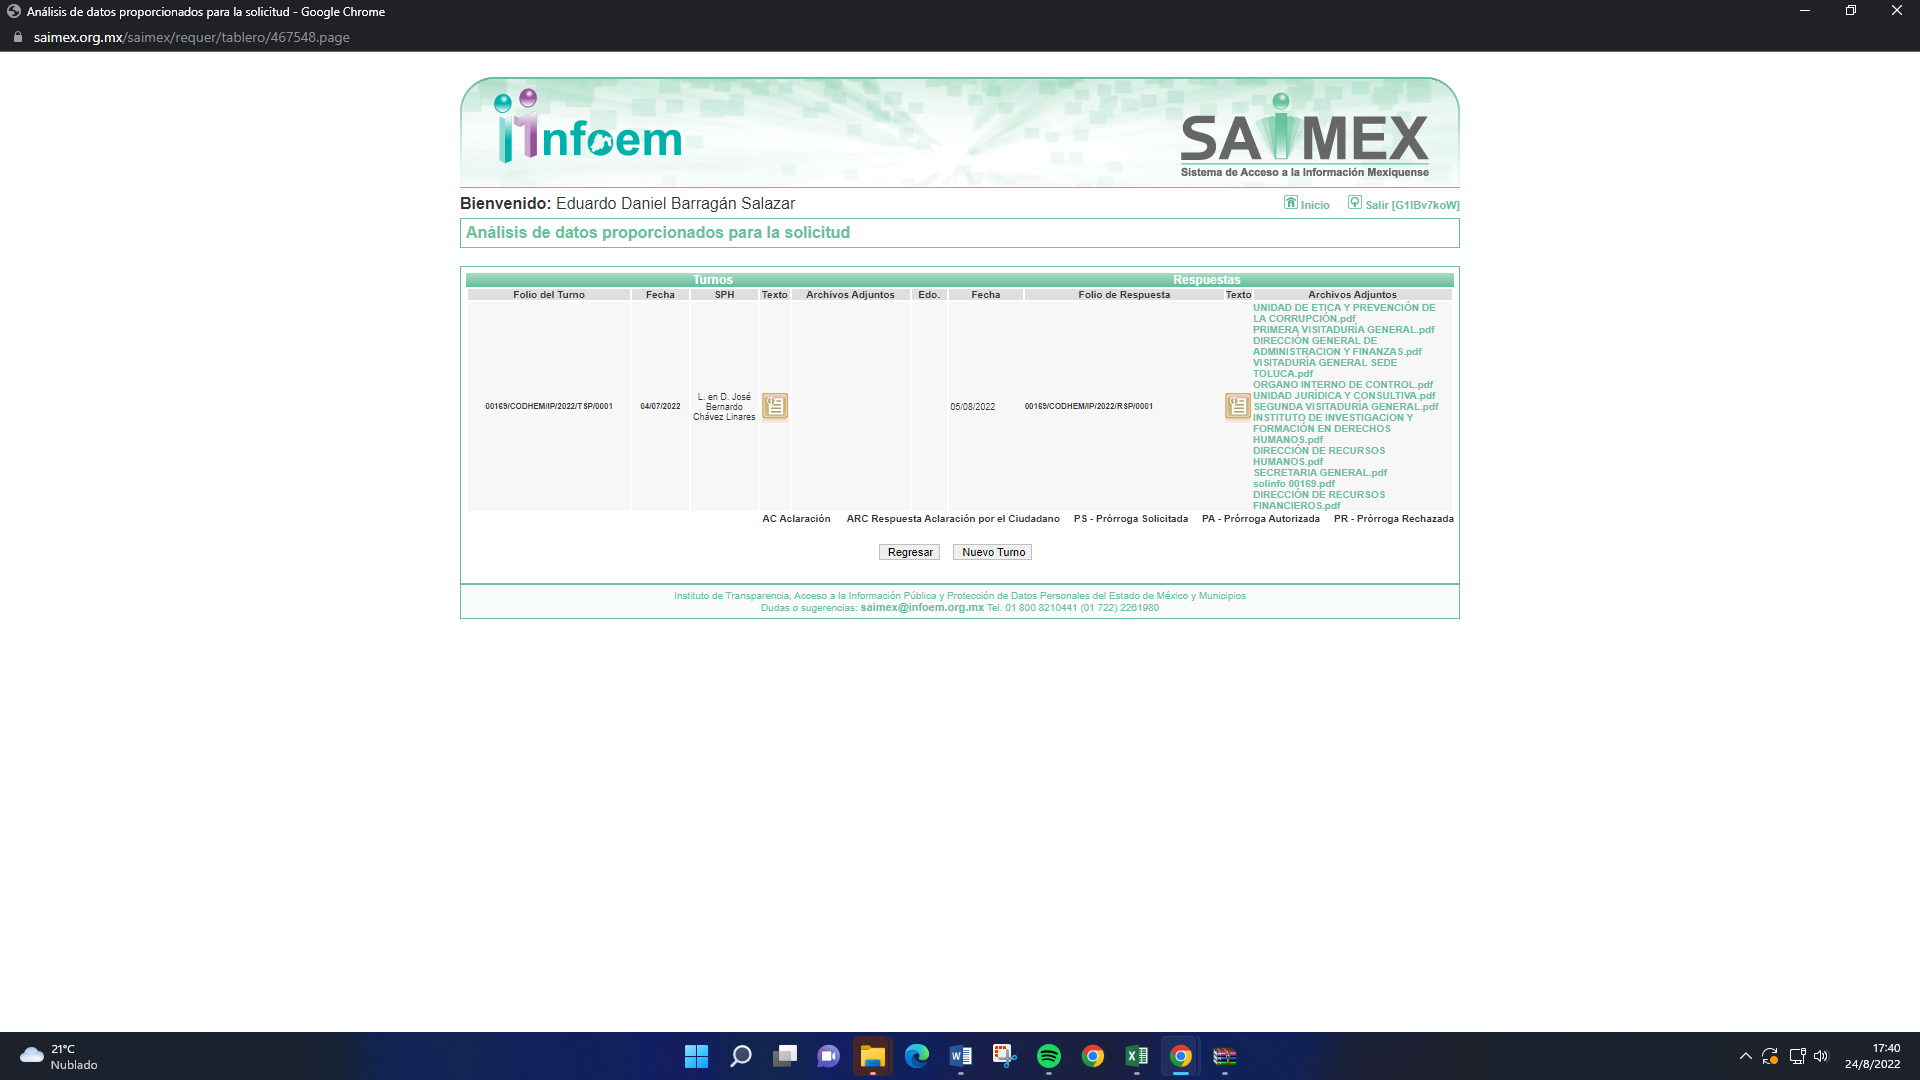 Análisis de datos proporcionados para la solicitud - Google Chrome
saimex.org.mx/saimex/requer/tablero/467548.page
infoem
SAIMEX
Sistema de Acceso a la Información Mexiquense
Bienvenido: Eduardo Daniel Barragán Salazar
Inicio
Salir [G1IBv7koW]
Análisis de datos proporcionados para la solicitud
Turnos
Respuestas
Folio del Turno
Fecha
SPH
Texto
Archivos Adjuntos
Edo.
Fecha
Folio de Respuesta
Texto
Archivos Adjuntos
00169/CODHEM/IP/2022/TSP/0001
04/07/2022
L. en D. José
Bernardo
Chávez Linares
05/08/2022
00169/CODHEM/IP/2022/RSP/0001
UNIDAD DE ETICA Y PREVENCIÓN DE
LA CORRUPCIÓN.pdf
PRIMERA VISITADURÍA GENERAL.pdf
DIRECCIÓN GENERAL DE
ADMINISTRACION Y FINANZAS.pdf
VISITADURÍA GENERAL SEDE
TOLUCA.pdf
ORGANO INTERNO DE CONTROL.pdf
UNIDAD JURÍDICA Y CONSULTIVA.pdf
SEGUNDA VISITADURÍA GENERAL.pdf
INSTITUTO DE INVESTIGACION Y
FORMACIÓN EN DERECHOS
HUMANOS.pdf
DIRECCIÓN DE RECURSOS
HUMANOS.pdf
SECRETARIA GENERAL.pdf
solinfo 00169.pdf
DIRECCIÓN DE RECURSOS
FINANCIEROS.pdf
AC Aclaración
ARC Respuesta Aclaración por el Ciudadano
PS - Prórroga Solicitada
PA - Prórroga Autorizada
PR - Prórroga Rechazada
Regresar
Nuevo Turno
Instituto de Transparencia, Acceso a la Información Pública y Protección de Datos Personales del Estado de México y Municipios
Dudas o sugerencias: saimex@infoem.org.mx Tel. 01 800 8210441 (01 722) 2261980
21°C
Nublado
17:40
24/8/2022